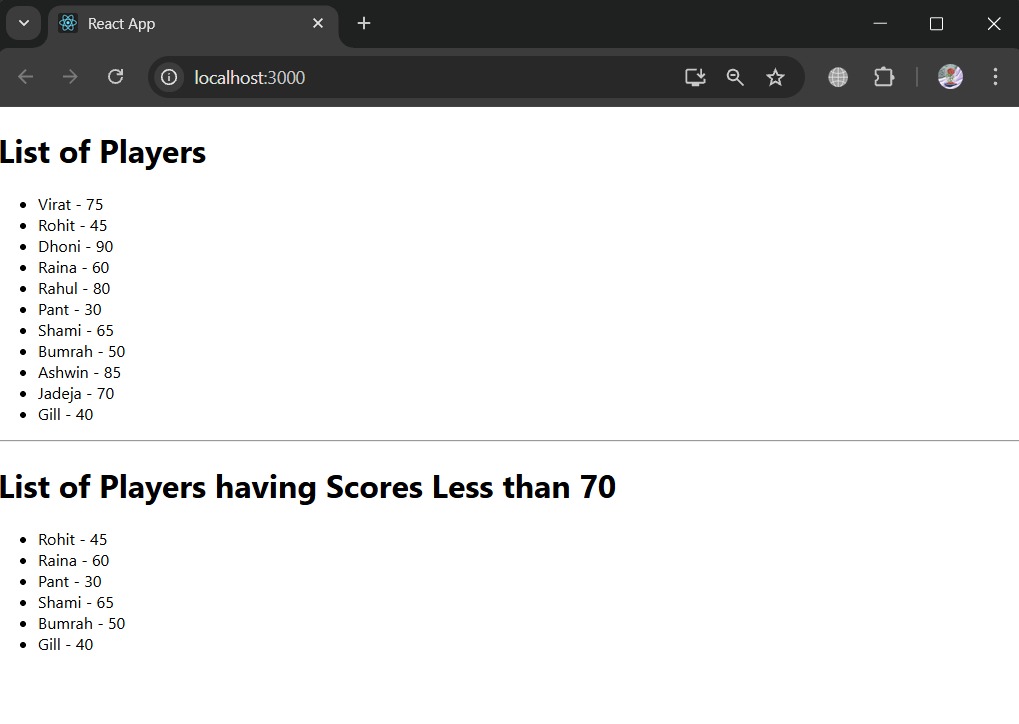 React App
localhost:3000
List of Players
Virat - 75
Rohit - 45
Dhoni - 90
Raina - 60
Rahul - 80
Pant - 30
Shami - 65
Bumrah - 50
Ashwin - 85
Jadeja - 70
Gill - 40
List of Players having Scores Less than 70
Rohit - 45
Raina - 60
Pant - 30
Shami - 65
Bumrah - 50
Gill - 40